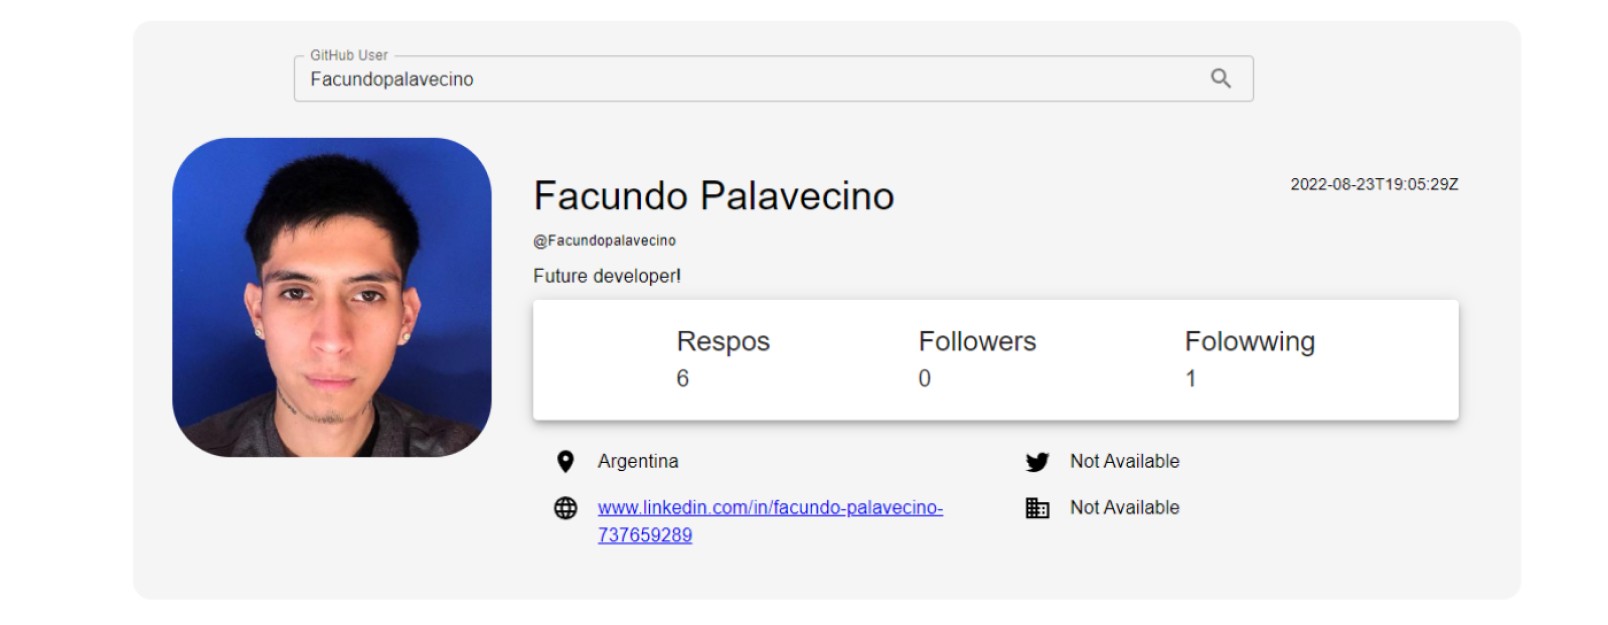 GitHub User
Facundopalavecino
Facundo Palavecino
2022-08-23T19:05:29Z
@Facundopalavecino
Future developer!
Respos
Followers
Folowwing
6
0
1
Argentina
Not Available
www.linkedin.com/in/facundo-palavecino-
737659289
Not Available